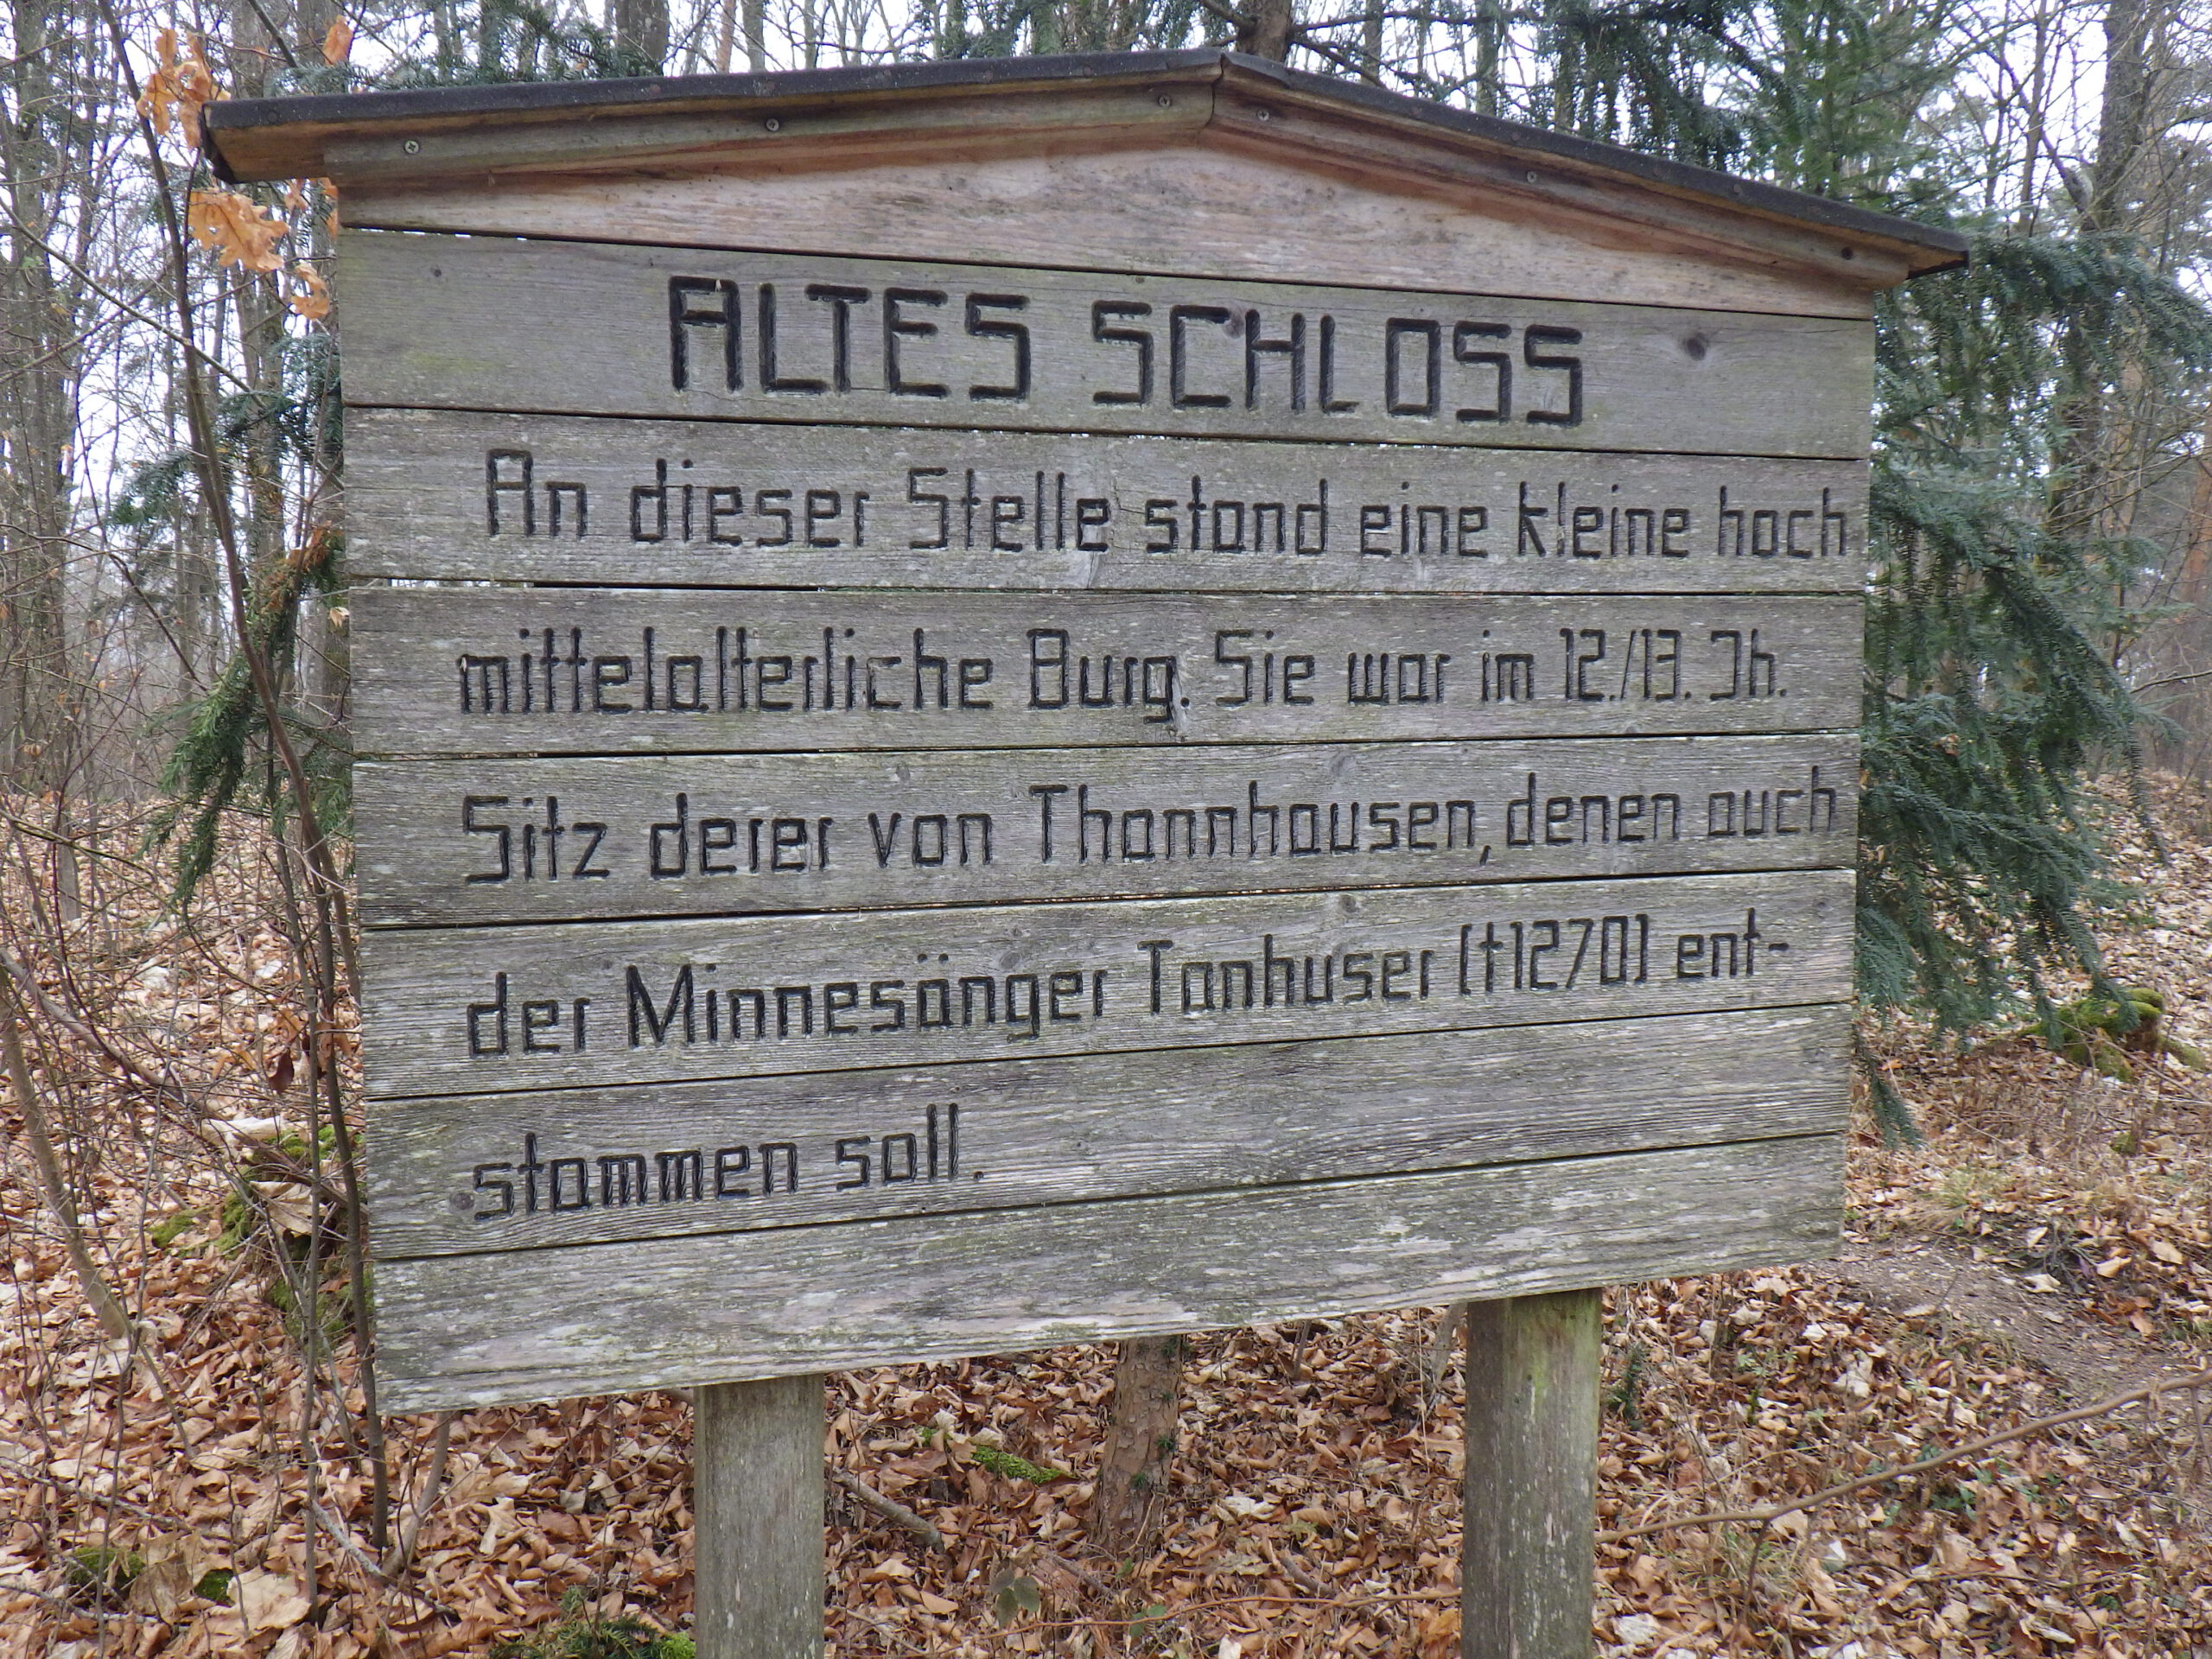 ALTES SCHLOSS
An dieser Stelle stand eine kleine hoch
mittelalterliche Burg. Sie war im 12./13. Jh.
Sitz derer von Thannhausen, denen auch
der Minnesänger Tanhuser (†1270) ent-
stammen soll.